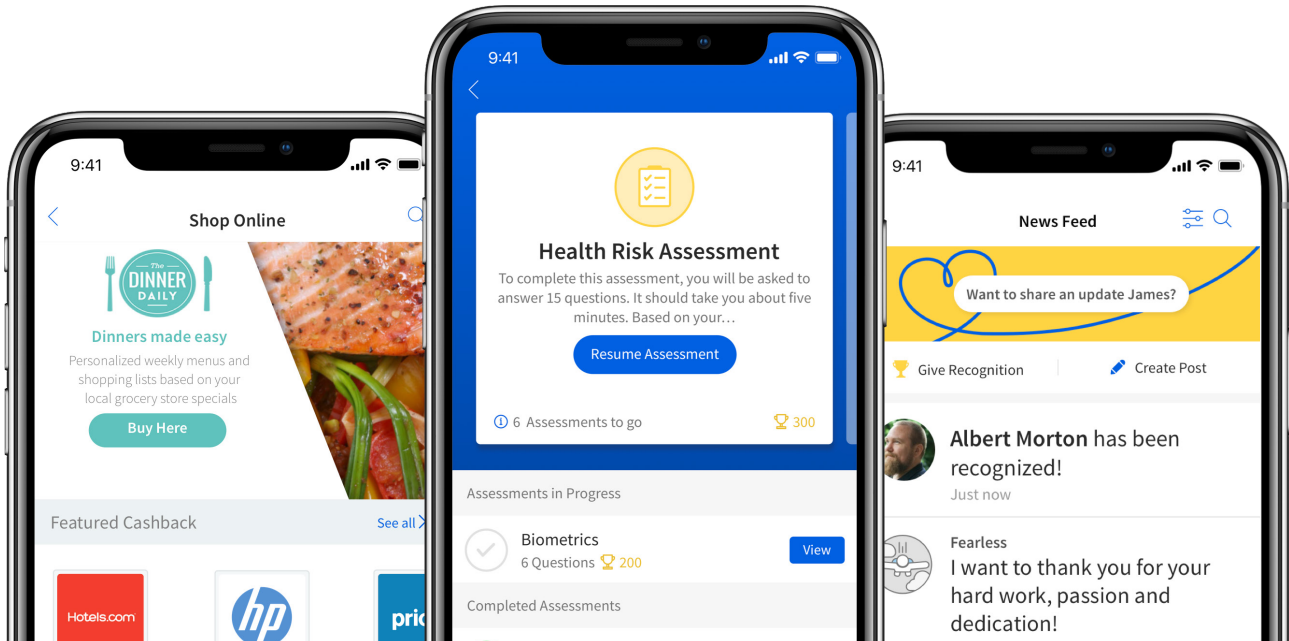 9:41
Shop Online
The
DINNER
DAILY
Dinners made easy
Personalized weekly menus and
shopping lists based on your
local grocery store specials
Buy Here
Featured Cashback
See all
Hotels.com
hp
pric
9:41
Health Risk Assessment
To complete this assessment, you will be asked to
answer 15 questions. It should take you about five
minutes. Based on your…
Resume Assessment
6 Assessments to go
300
Assessments in Progress
Biometrics
6 Questions 200
View
Completed Assessments
9:41
News Feed
Want to share an update James?
Give Recognition
Create Post
Albert Morton has been
recognized!
Just now
Fearless
I want to thank you for your
hard work, passion and
dedication!